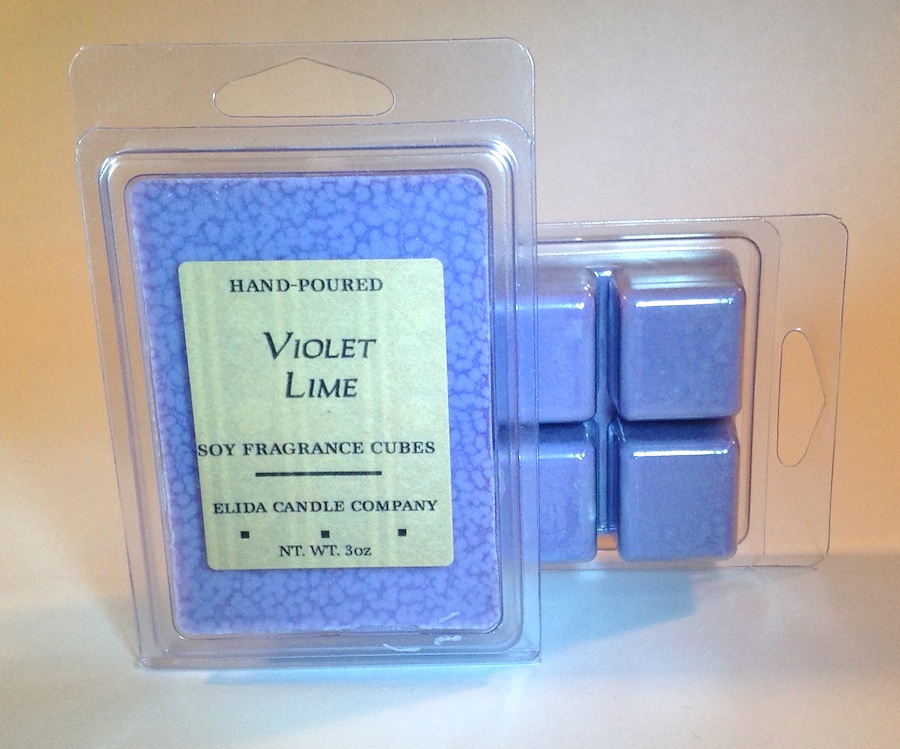 HAND-POURED
VIOLET
LIME
SOY FRAGRANCE CUBES
ELIDA CANDLE COMPANY
NT. WT. 3oz